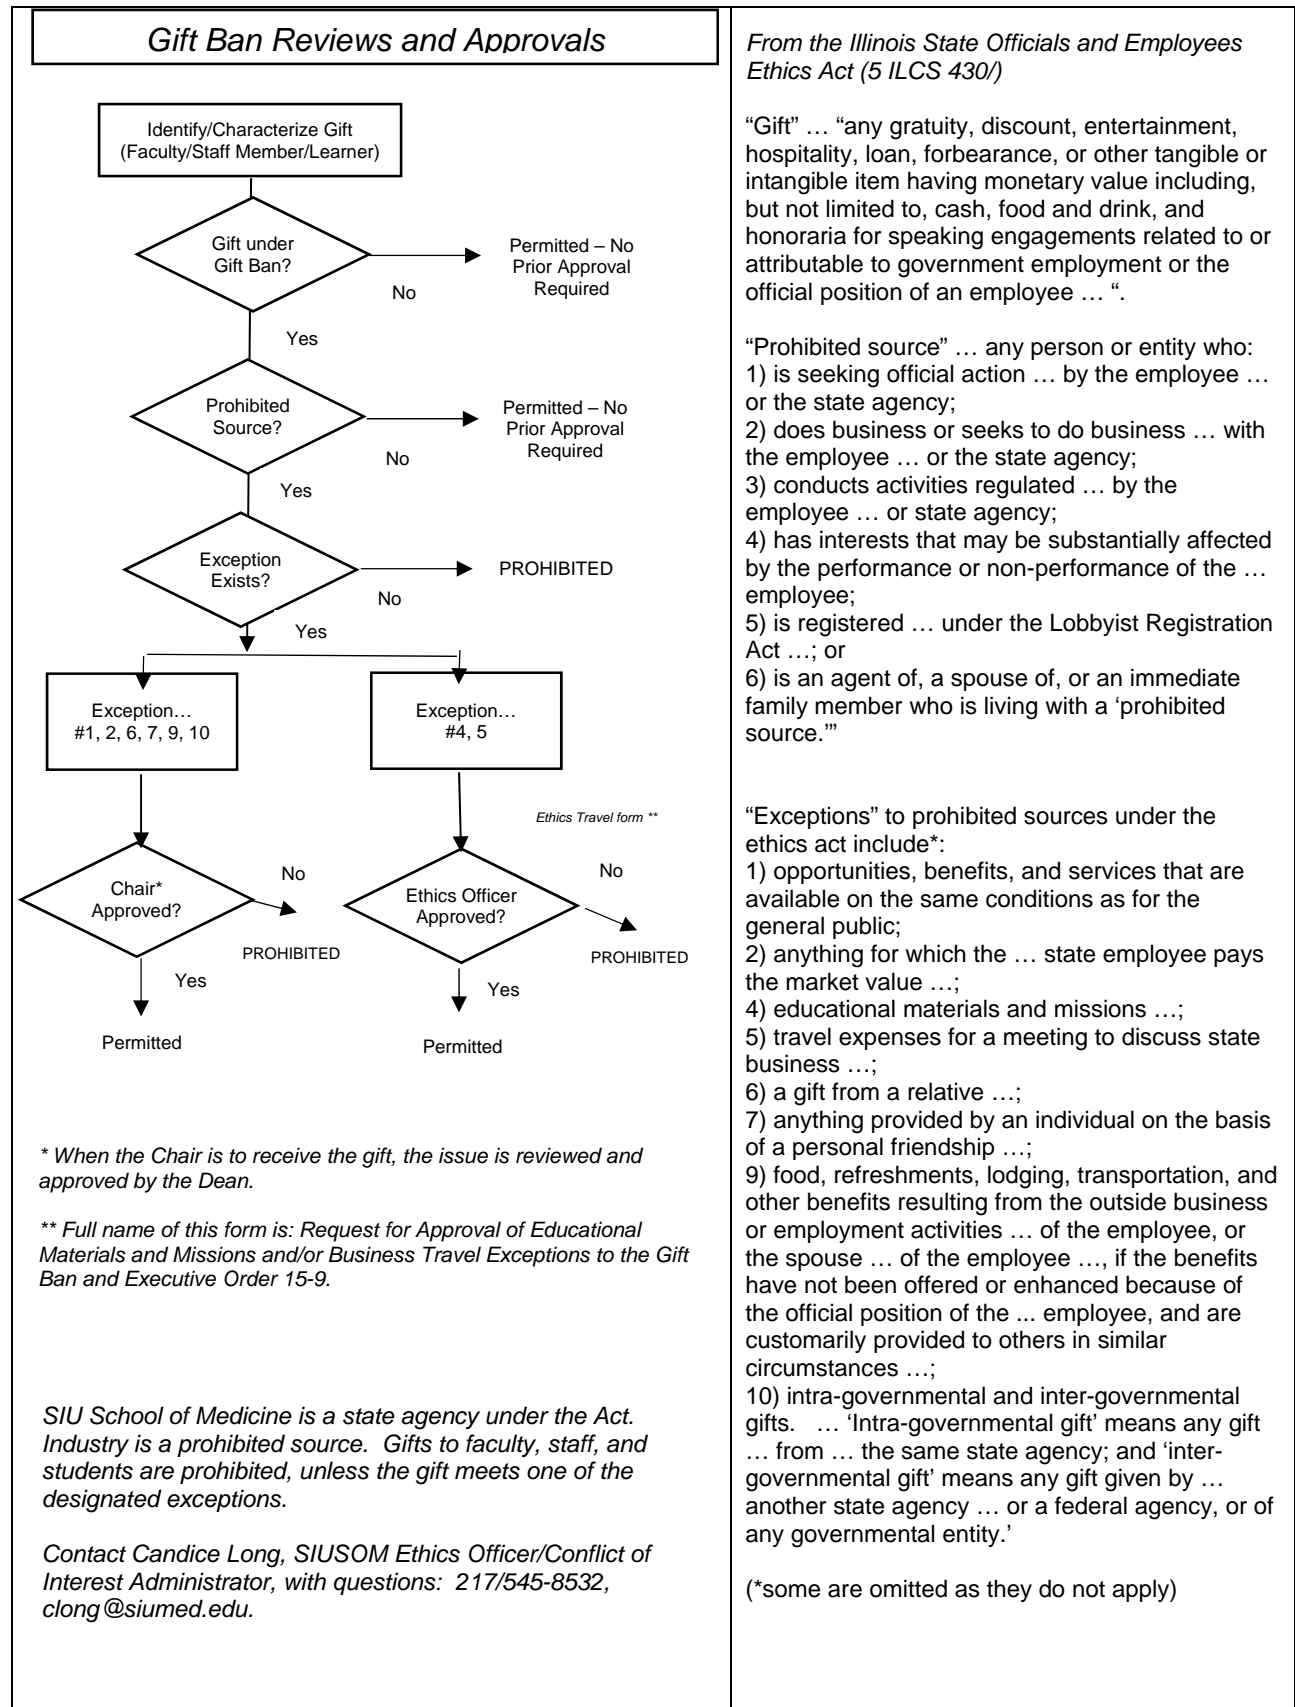 Gift Ban Reviews and Approvals
Identify/Characterize Gift
(Faculty/Staff Member/Learner)
Gift under
Gift Ban?
No
Permitted – No
Prior Approval
Required
Yes
Prohibited
Source?
No
Permitted – No
Prior Approval
Required
Yes
Exception
Exists?
No
PROHIBITED
Yes
Exception…
#1, 2, 6, 7, 9, 10
Exception…
#4, 5
Ethics Travel form **
Chair*
Approved?
No
PROHIBITED
Yes
Permitted
Ethics Officer
Approved?
No
PROHIBITED
Yes
Permitted
* When the Chair is to receive the gift, the issue is reviewed and
approved by the Dean.
** Full name of this form is: Request for Approval of Educational
Materials and Missions and/or Business Travel Exceptions to the Gift
Ban and Executive Order 15-9.
SIU School of Medicine is a state agency under the Act.
Industry is a prohibited source. Gifts to faculty, staff, and
students are prohibited, unless the gift meets one of the
designated exceptions.
Contact Candice Long, SIUSOM Ethics Officer/Conflict of
Interest Administrator, with questions: 217/545-8532,
clong@siumed.edu.
From the Illinois State Officials and Employees
Ethics Act (5 ILCS 430/)
“Gift” … “any gratuity, discount, entertainment,
hospitality, loan, forbearance, or other tangible or
intangible item having monetary value including,
but not limited to, cash, food and drink, and
honoraria for speaking engagements related to or
attributable to government employment or the
official position of an employee … “.
“Prohibited source” … any person or entity who:
1) is seeking official action … by the employee …
or the state agency;
2) does business or seeks to do business … with
the employee … or the state agency;
3) conducts activities regulated … by the
employee … or state agency;
4) has interests that may be substantially affected
by the performance or non-performance of the …
employee;
5) is registered … under the Lobbyist Registration
Act …; or
6) is an agent of, a spouse of, or an immediate
family member who is living with a ‘prohibited
source.’”
“Exceptions” to prohibited sources under the
ethics act include*:
1) opportunities, benefits, and services that are
available on the same conditions as for the
general public;
2) anything for which the … state employee pays
the market value …;
4) educational materials and missions …;
5) travel expenses for a meeting to discuss state
business …;
6) a gift from a relative …;
7) anything provided by an individual on the basis
of a personal friendship …;
9) food, refreshments, lodging, transportation, and
other benefits resulting from the outside business
or employment activities … of the employee, or
the spouse … of the employee …, if the benefits
have not been offered or enhanced because of
the official position of the ... employee, and are
customarily provided to others in similar
circumstances …;
10) intra-governmental and inter-governmental
gifts. … ‘Intra-governmental gift’ means any gift
… from … the same state agency; and ‘inter-
governmental gift’ means any gift given by …
another state agency … or a federal agency, or of
any governmental entity.’
(*some are omitted as they do not apply)